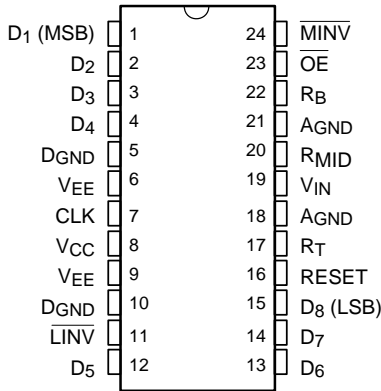 D1 (MSB) 1 24 MINV
D2 2 23 OE
D3 3 22 RB
D4 4 21 AGND
DGND 5 20 RMID
VEE 6 19 VIN
CLK 7 18 AGND
VCC 8 17 RT
VEE 9 16 RESET
DGND 10 15 D8 (LSB)
LINV 11 14 D7
D5 12 13 D6